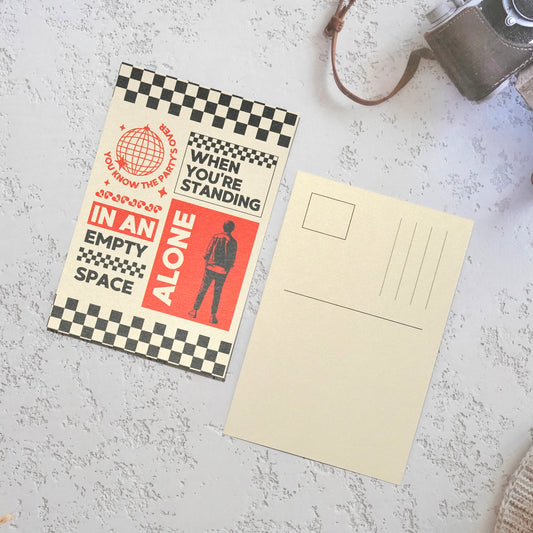 YOU KNOW THE PARTY'S OVER
WHEN
YOU'RE
STANDING
ALONE
IN AN
EMPTY
SPACE